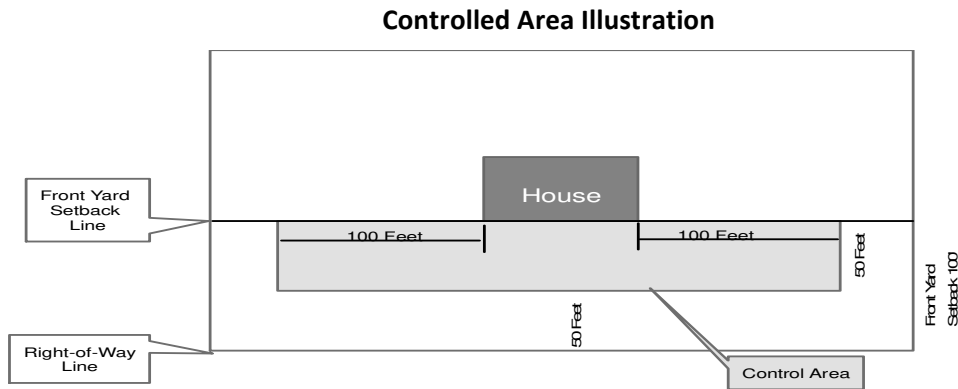 Controlled Area Illustration
House
Front Yard
Setback
Line
100 Feet
100 Feet
50 Feet
Front Yard
Setback 100
50 Feet
Right-of-Way
Line
Control Area